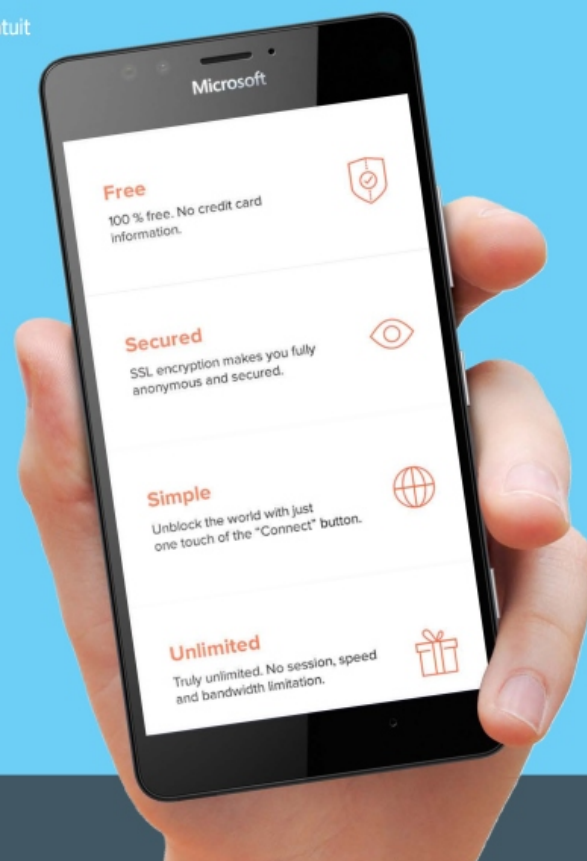 tuit
Microsoft
Free
100 % free. No credit card
information.
Secured
SSL encryption makes you fully
anonymous and secured.
Simple
Unblock the world with just
one touch of the "Connect" button.
Unlimited
Truly unlimited. No session, speed
and bandwidth limitation.